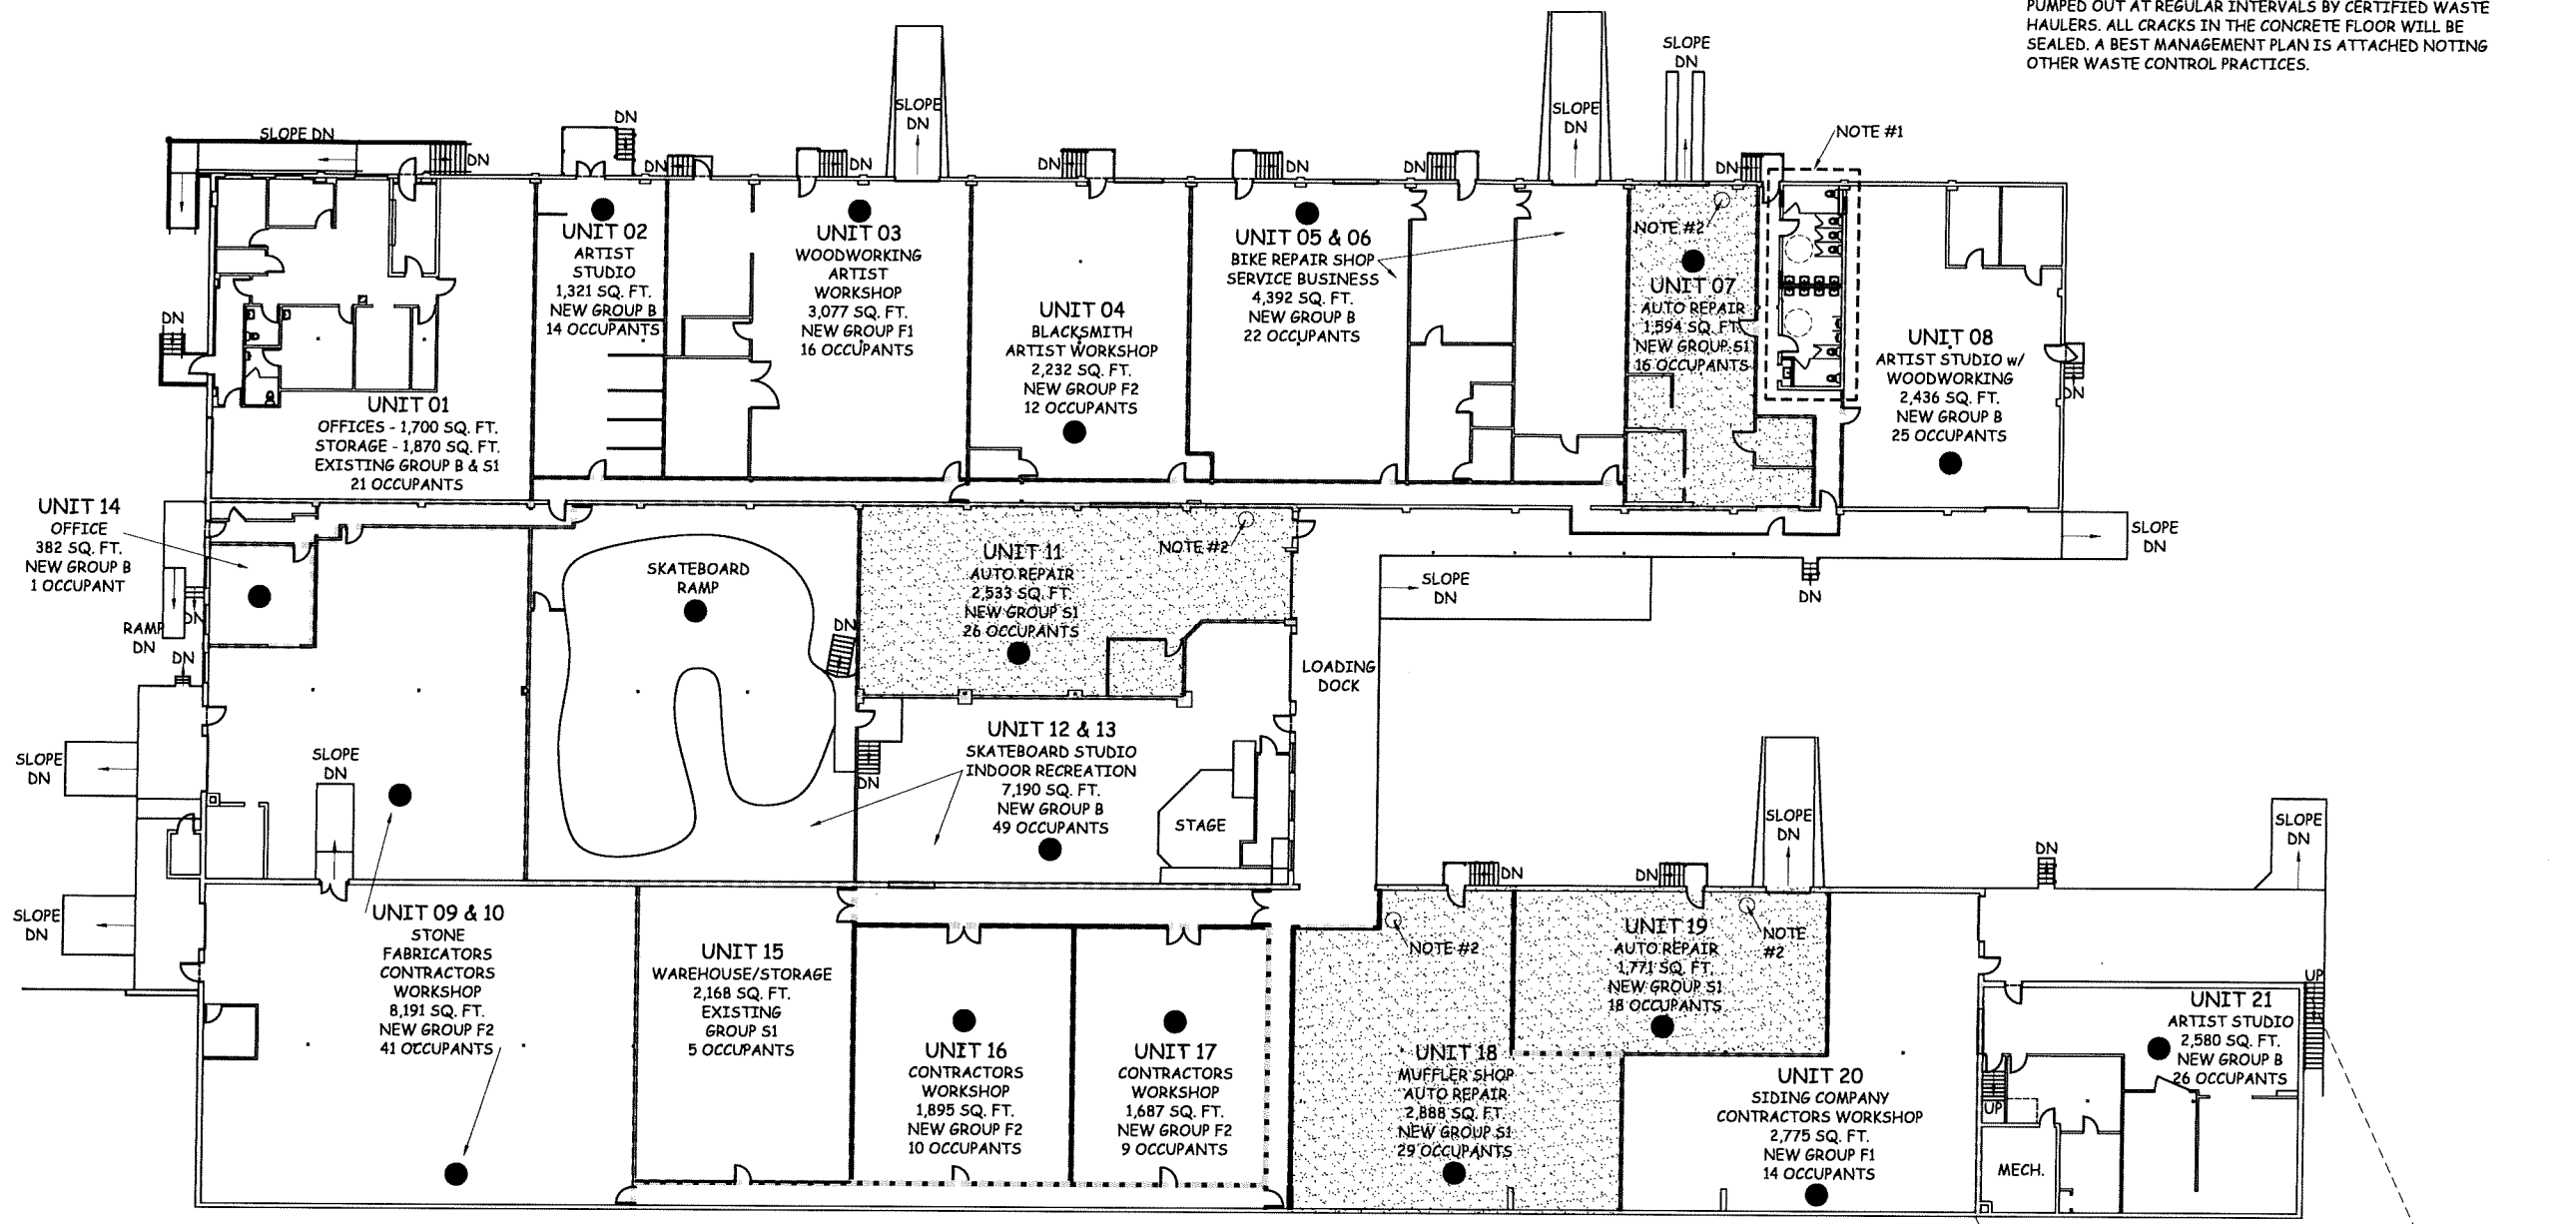 PUMPED OUT AT REGULAR INTERVALS BY CERTIFIED WASTE
HAULERS. ALL CRACKS IN THE CONCRETE FLOOR WILL BE
SEALED. A BEST MANAGEMENT PLAN IS ATTACHED NOTING
OTHER WASTE CONTROL PRACTICES.
SLOPE
DN
SLOPE
DN
SLOPE
DN
SLOPE DN
DN
DN
DN
DN
DN
DN
DN
DN
NOTE #1
UNIT 01
OFFICES - 1,700 SQ. FT.
STORAGE - 1,870 SQ. FT.
EXISTING GROUP B & S1
21 OCCUPANTS
DN
UNIT 02
ARTIST
STUDIO
1,321 SQ. FT.
NEW GROUP B
14 OCCUPANTS
UNIT 03
WOODWORKING
ARTIST
WORKSHOP
3,077 SQ. FT.
NEW GROUP F1
16 OCCUPANTS
UNIT 04
BLACKSMITH
ARTIST WORKSHOP
2,232 SQ. FT.
NEW GROUP F2
12 OCCUPANTS
UNIT 05 & 06
BIKE REPAIR SHOP
SERVICE BUSINESS
4,392 SQ. FT.
NEW GROUP B
22 OCCUPANTS
NOTE #2
UNIT 07
AUTO REPAIR
1,594 SQ. FT.
NEW GROUP S1
16 OCCUPANTS
UNIT 08
ARTIST STUDIO w/
WOODWORKING
2,436 SQ. FT.
NEW GROUP B
25 OCCUPANTS
DN
UNIT 14
OFFICE
382 SQ. FT.
NEW GROUP B
1 OCCUPANT
DN
RAMP
DN
DN
SKATEBOARD
RAMP
DN
UNIT 11
AUTO REPAIR
2,533 SQ. FT.
NEW GROUP S1
26 OCCUPANTS
NOTE #2
SLOPE
DN
SLOPE
DN
DN
LOADING
DOCK
UNIT 12 & 13
SKATEBOARD STUDIO
INDOOR RECREATION
7,190 SQ. FT.
NEW GROUP B
49 OCCUPANTS
DN
STAGE
SLOPE
DN
SLOPE
DN
SLOPE
DN
SLOPE
DN
SLOPE
DN
DN
DN
DN
UNIT 09 & 10
STONE
FABRICATORS
CONTRACTORS
WORKSHOP
8,191 SQ. FT.
NEW GROUP F2
41 OCCUPANTS
UNIT 15
WAREHOUSE/STORAGE
2,168 SQ. FT.
EXISTING
GROUP S1
5 OCCUPANTS
UNIT 16
CONTRACTORS
WORKSHOP
1,895 SQ. FT.
NEW GROUP F2
10 OCCUPANTS
UNIT 17
CONTRACTORS
WORKSHOP
1,687 SQ. FT.
NEW GROUP F2
9 OCCUPANTS
NOTE #2
UNIT 18
MUFFLER SHOP
AUTO REPAIR
2,888 SQ. FT.
NEW GROUP S1
29 OCCUPANTS
UNIT 19
AUTO REPAIR
1,771 SQ. FT.
NEW GROUP S1
18 OCCUPANTS
NOTE
#2
UNIT 20
SIDING COMPANY
CONTRACTORS WORKSHOP
2,775 SQ. FT.
NEW GROUP F1
14 OCCUPANTS
UP
UNIT 21
ARTIST STUDIO
2,580 SQ. FT.
NEW GROUP B
26 OCCUPANTS
UP
MECH.